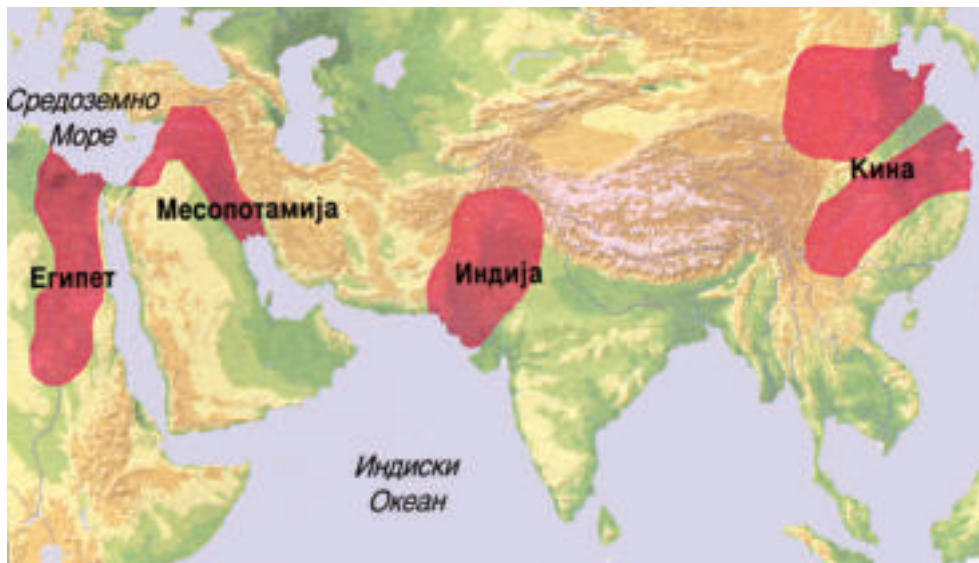 Средоземно
Море
Кина
Месопотамија
Египет
Индија
Индиски
Океан